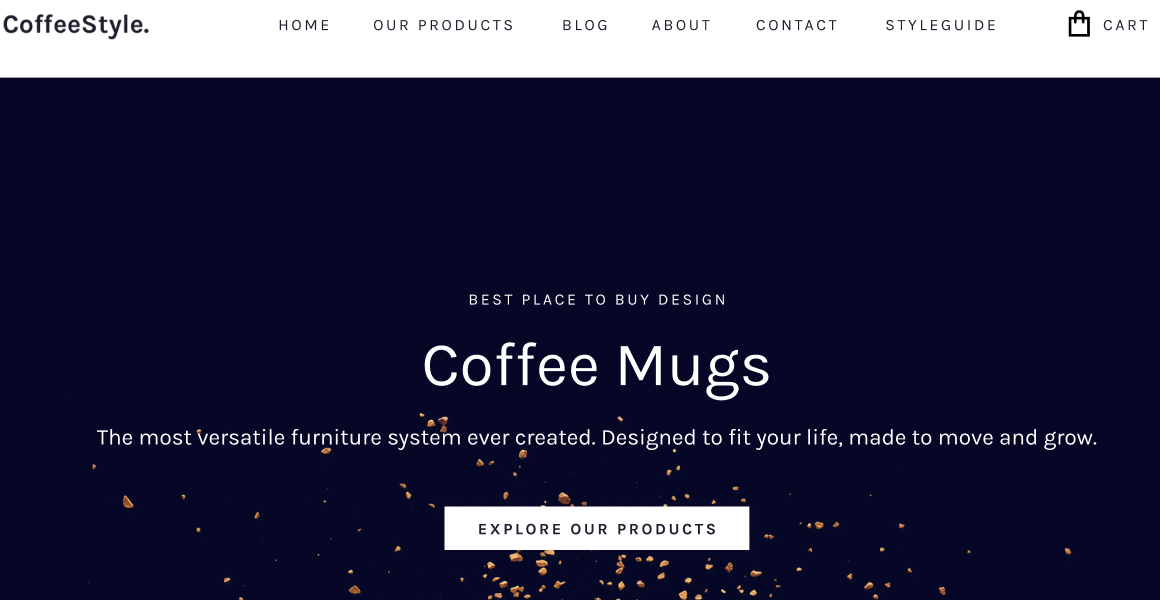 CoffeeStyle.
HOME
OUR PRODUCTS
BLOG
ABOUT
CONTACT
STYLEGUIDE
CART
BEST PLACE TO BUY DESIGN
Coffee Mugs
The most versatile furniture system ever created. Designed to fit your life, made to move and grow.
EXPLORE OUR PRODUCTS